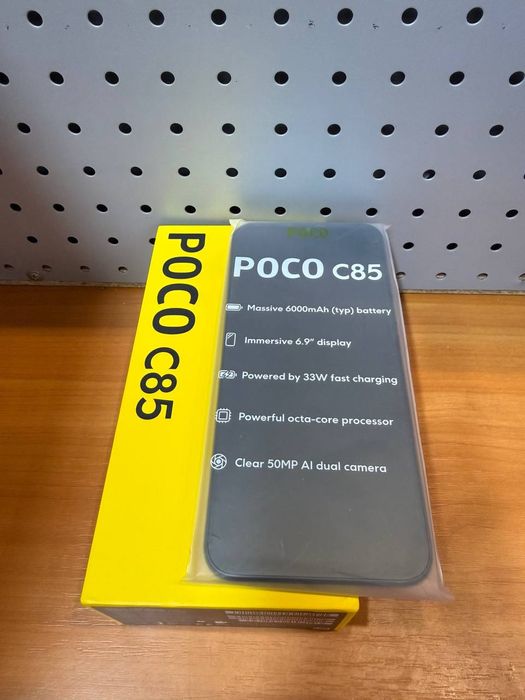 POCO C85
POCO
POCO C85
Massive 6000mAh (typ) battery
Immersive 6.9" display
Powered by 33W fast charging
Powerful octa-core processor
Clear 50MP AI dual camera